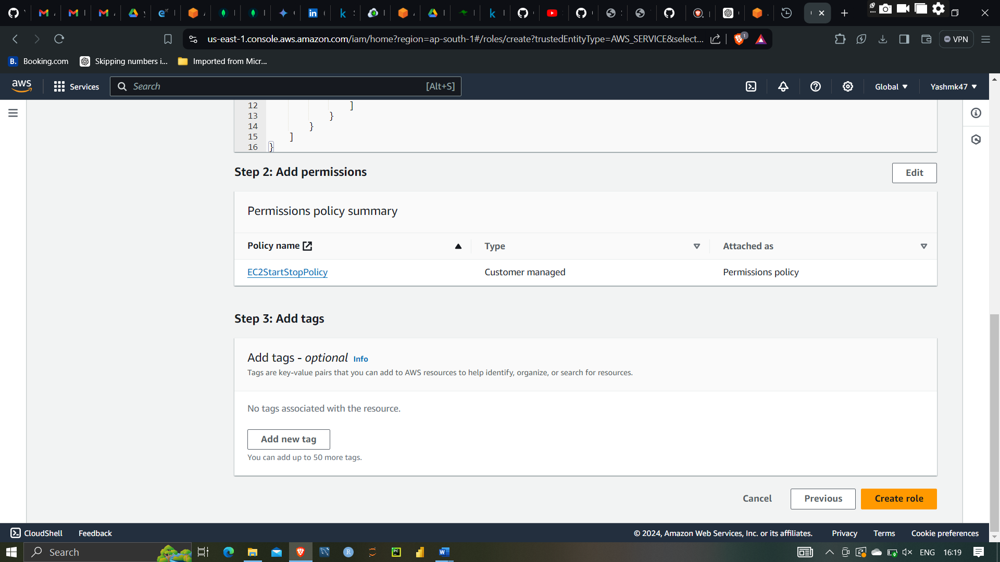 us-east-1.console.aws.amazon.com/iam/home?region=ap-south-1#/roles/create?trustedEntityType=AWS_SERVICE&select...
1
VPN
B. Booking.com
Skipping numbers i...
Imported from Micr...
aws
Services
Search
[Alt+S]
Global
Yashmk47
12 ]
13 }
14 }
15 ]
16 }
Step 2: Add permissions
Edit
Permissions policy summary
Policy name
Type
Attached as
EC2StartStopPolicy
Customer managed
Permissions policy
Step 3: Add tags
Add tags - optional Info
Tags are key-value pairs that you can add to AWS resources to help identify, organize, or search for resources.
No tags associated with the resource.
Add new tag
You can add up to 50 more tags.
Cancel
Previous
Create role
CloudShell
Feedback
© 2024, Amazon Web Services, Inc. or its affiliates.
Privacy
Terms
Cookie preferences
Search
ENG
16:19